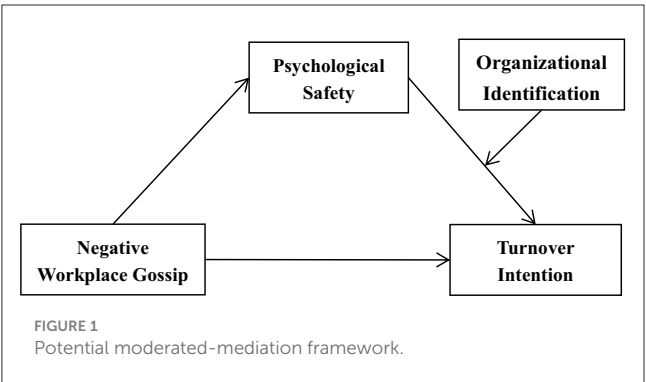 Psychological
Safety
Organizational
Identification
Negative
Workplace Gossip
Turnover
Intention
FIGURE 1
Potential moderated-mediation framework.